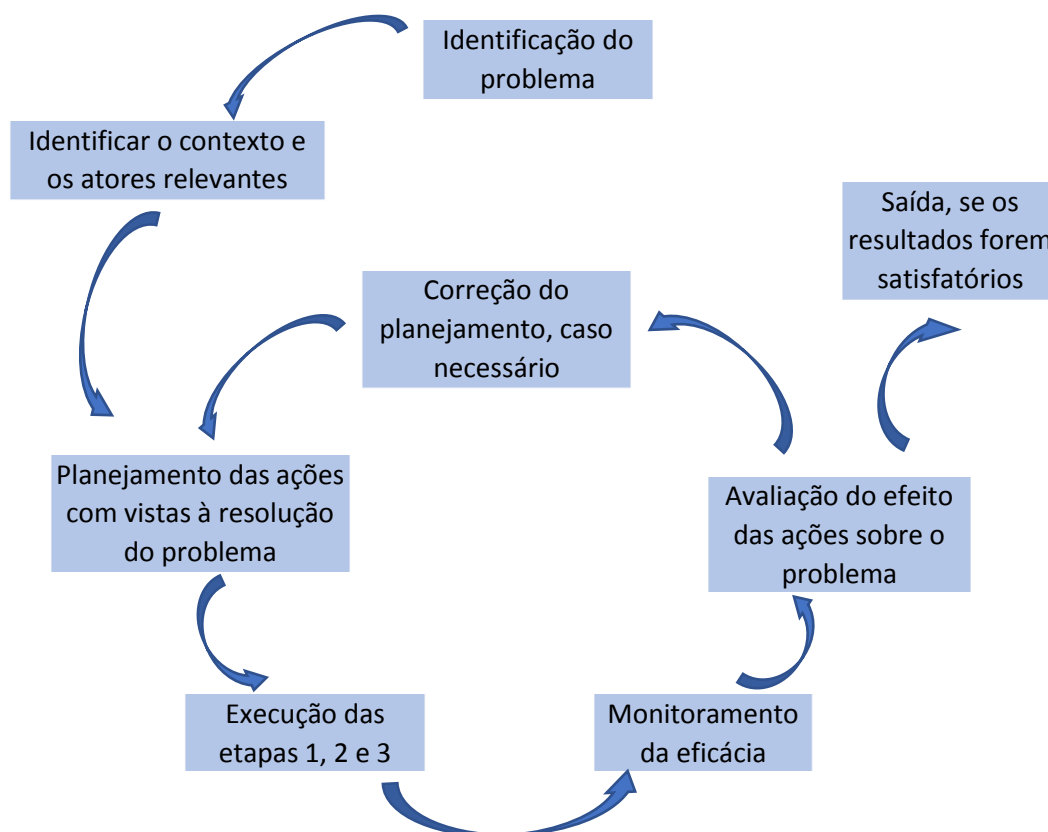 Identificação do
problema
Identificar o contexto e
os atores relevantes
Saída, se os
resultados forem
satisfatórios
Correção do
planejamento, caso
necessário
Planejamento das ações
com vistas à resolução
do problema
Avaliação do efeito
das ações sobre o
problema
Execução das
etapas 1, 2 e 3
Monitoramento
da eficácia